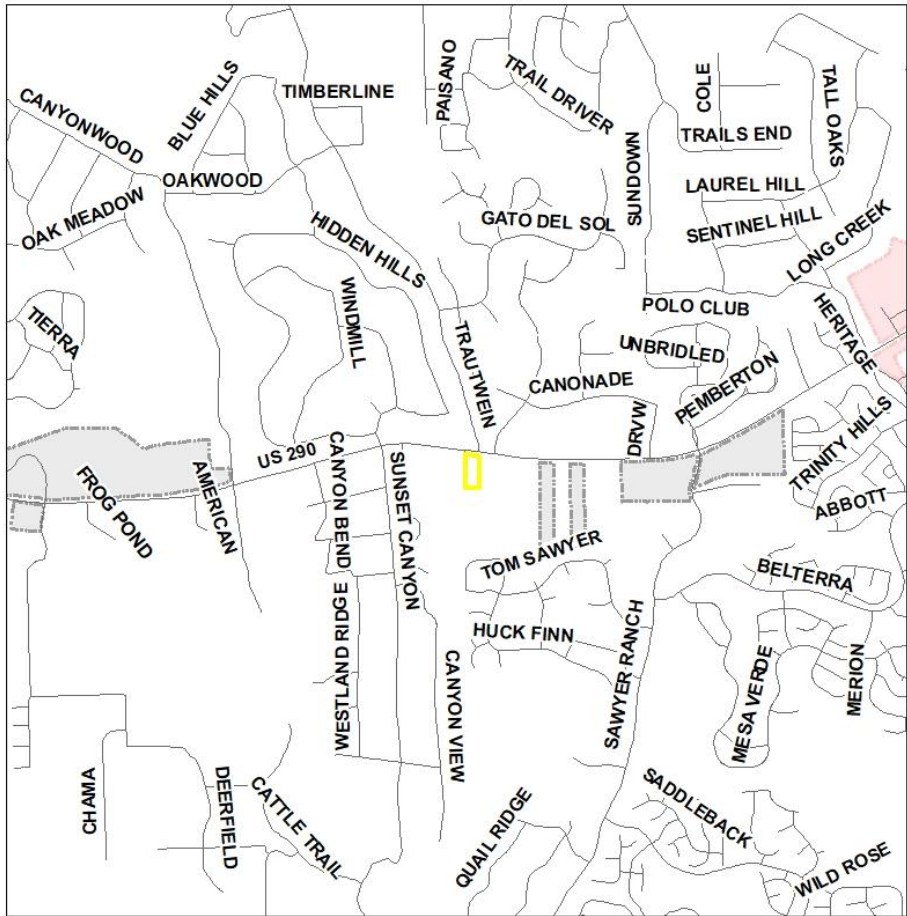 CANYONWOOD
BLUE HILLS
TIMBERLINE
PAISANO
TRAIL DRIVER
COLE
TALL OAKS
TRAILS END
OAKWOOD
OAK MEADOW
HIDDEN HILLS
GATO DEL SOL
SUNDOWN
LAUREL HILL
SENTINEL HILL
LONG CREEK
TIERRA
WINDMILL
TRAUTWEIN
POLO CLUB
HERITAGE
UNBRIDLED
CANONADE
PEMBERTON
DRVW
TRINITY HILLS
US 290
FROG POND
AMERICAN
CANYON BEND
SUNSET CANYON
ABBOTT
TOM SAWYER
BELTERRA
HUCK FINN
WESTLAND RIDGE
CANYON VIEW
SAWYER RANCH
MESA VERDE
MERION
CHAMA
DEERFIELD
CATTLE TRAIL
QUAIL RIDGE
SADDLEBACK
WILD ROSE